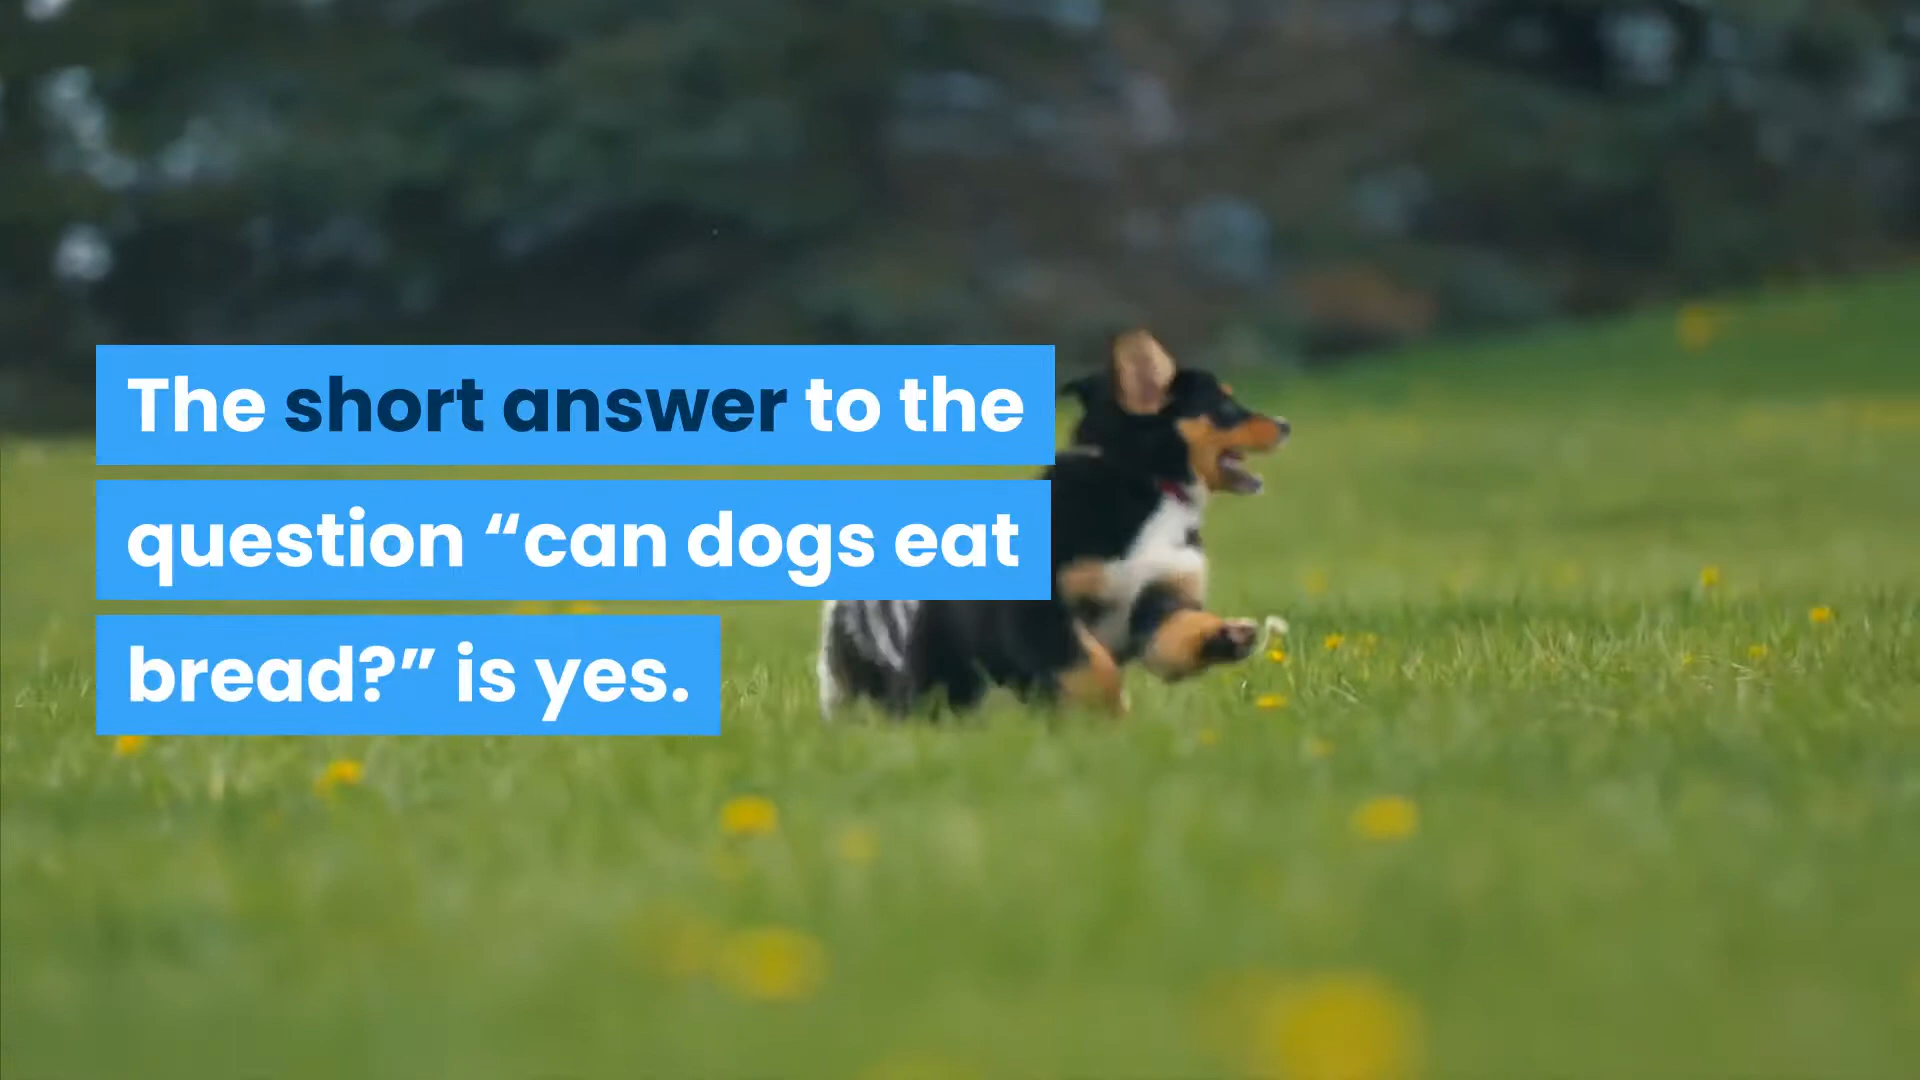 The short answer to the
question “can dogs eat
bread?” is yes.